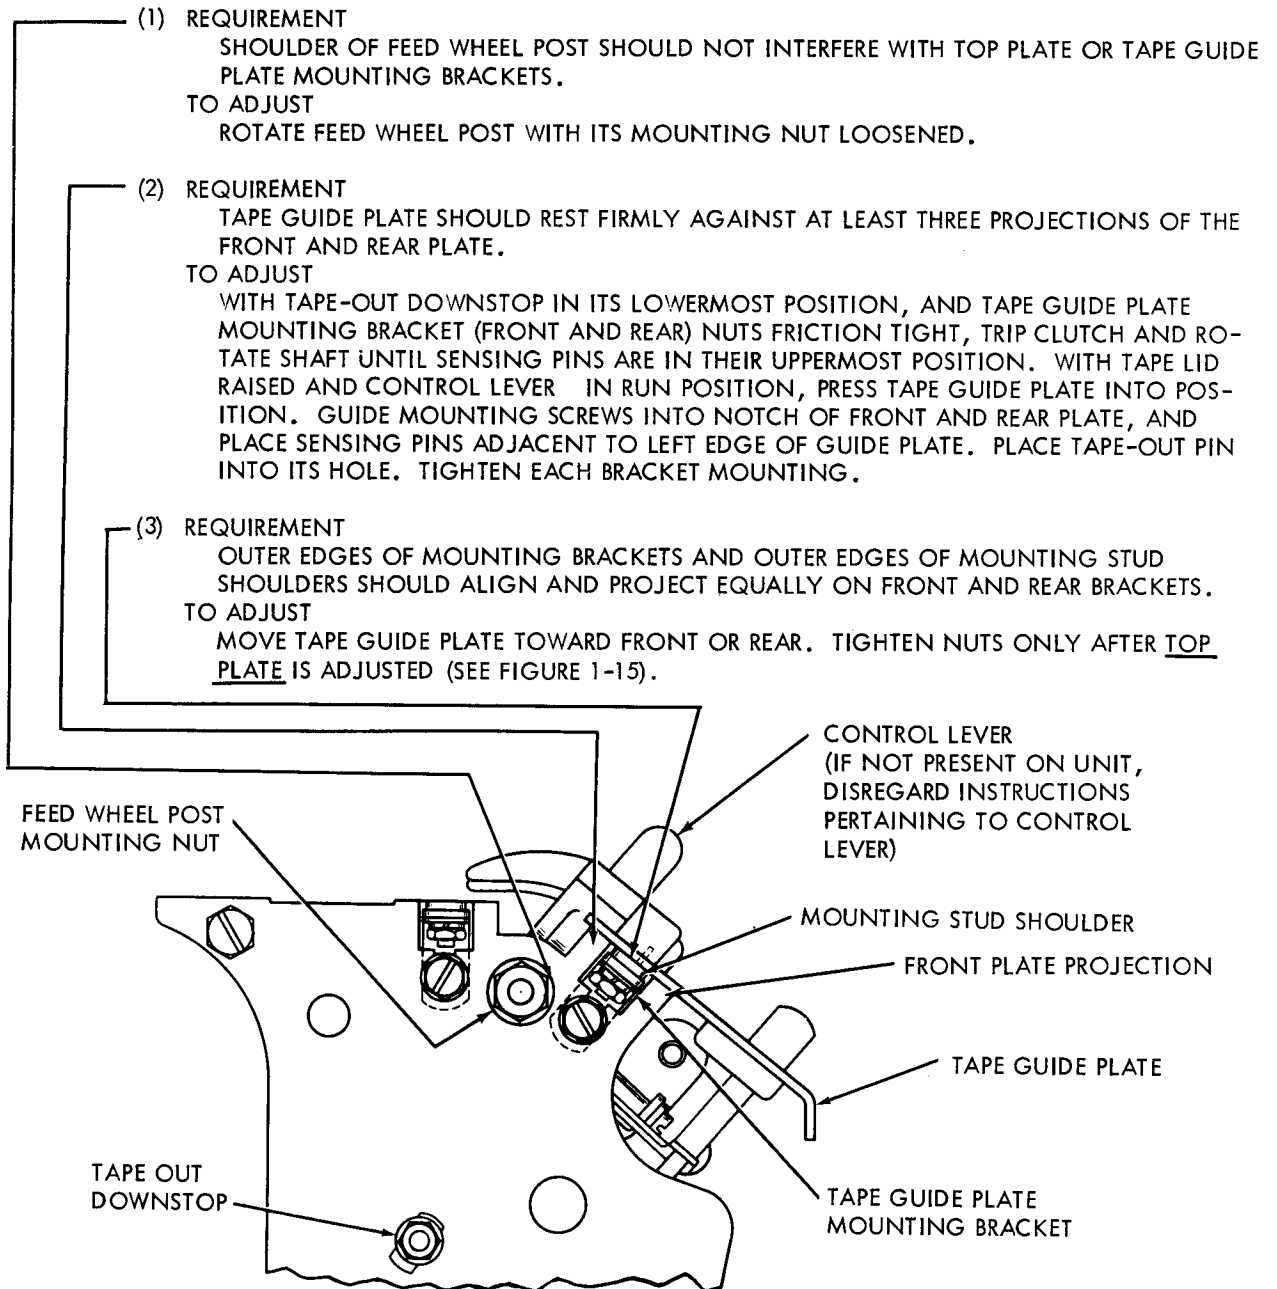 (1) REQUIREMENT
SHOULDER OF FEED WHEEL POST SHOULD NOT INTERFERE WITH TOP PLATE OR TAPE GUIDE
PLATE MOUNTING BRACKETS.
TO ADJUST
ROTATE FEED WHEEL POST WITH ITS MOUNTING NUT LOOSENED.
(2) REQUIREMENT
TAPE GUIDE PLATE SHOULD REST FIRMLY AGAINST AT LEAST THREE PROJECTIONS OF THE
FRONT AND REAR PLATE.
TO ADJUST
WITH TAPE-OUT DOWNSTOP IN ITS LOWERMOST POSITION, AND TAPE GUIDE PLATE
MOUNTING BRACKET (FRONT AND REAR) NUTS FRICTION TIGHT, TRIP CLUTCH AND RO-
TATE SHAFT UNTIL SENSING PINS ARE IN THEIR UPPERMOST POSITION. WITH TAPE LID
RAISED AND CONTROL LEVER IN RUN POSITION, PRESS TAPE GUIDE PLATE INTO POS-
ITION. GUIDE MOUNTING SCREWS INTO NOTCH OF FRONT AND REAR PLATE, AND
PLACE SENSING PINS ADJACENT TO LEFT EDGE OF GUIDE PLATE. PLACE TAPE-OUT PIN
INTO ITS HOLE. TIGHTEN EACH BRACKET MOUNTING.
(3) REQUIREMENT
OUTER EDGES OF MOUNTING BRACKETS AND OUTER EDGES OF MOUNTING STUD
SHOULDERS SHOULD ALIGN AND PROJECT EQUALLY ON FRONT AND REAR BRACKETS.
TO ADJUST
MOVE TAPE GUIDE PLATE TOWARD FRONT OR REAR. TIGHTEN NUTS ONLY AFTER TOP
PLATE IS ADJUSTED (SEE FIGURE 1-15).
CONTROL LEVER
(IF NOT PRESENT ON UNIT,
DISREGARD INSTRUCTIONS
PERTAINING TO CONTROL
LEVER)
FEED WHEEL POST
MOUNTING NUT
MOUNTING STUD SHOULDER
FRONT PLATE PROJECTION
TAPE GUIDE PLATE
TAPE OUT
DOWNSTOP
TAPE GUIDE PLATE
MOUNTING BRACKET